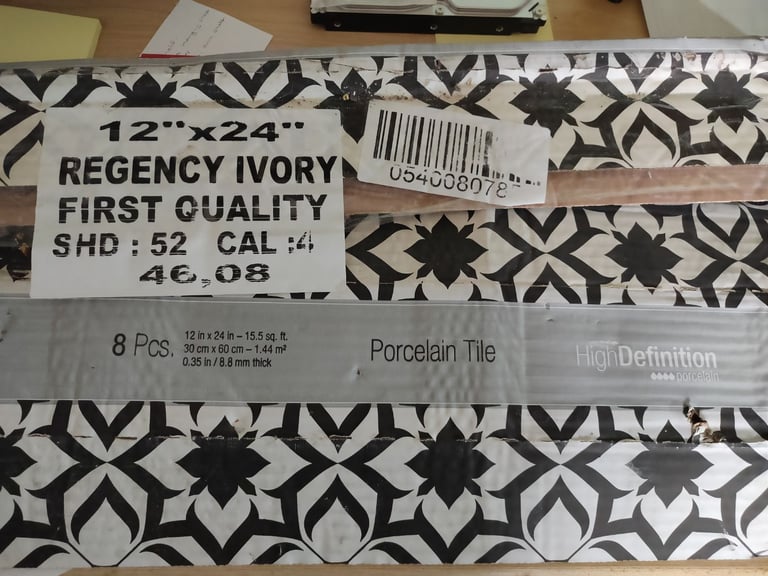 12"x24"
REGENCY IVORY
FIRST QUALITY
SHD : 52 CAL :4
46,08
054008078
8 Pcs.
12 in x 24 in – 15.5 sq. ft.
30 cm x 60 cm – 1.44 m²
0.35 in / 8.8 mm thick
Porcelain Tile
HighDefinition
porcelain